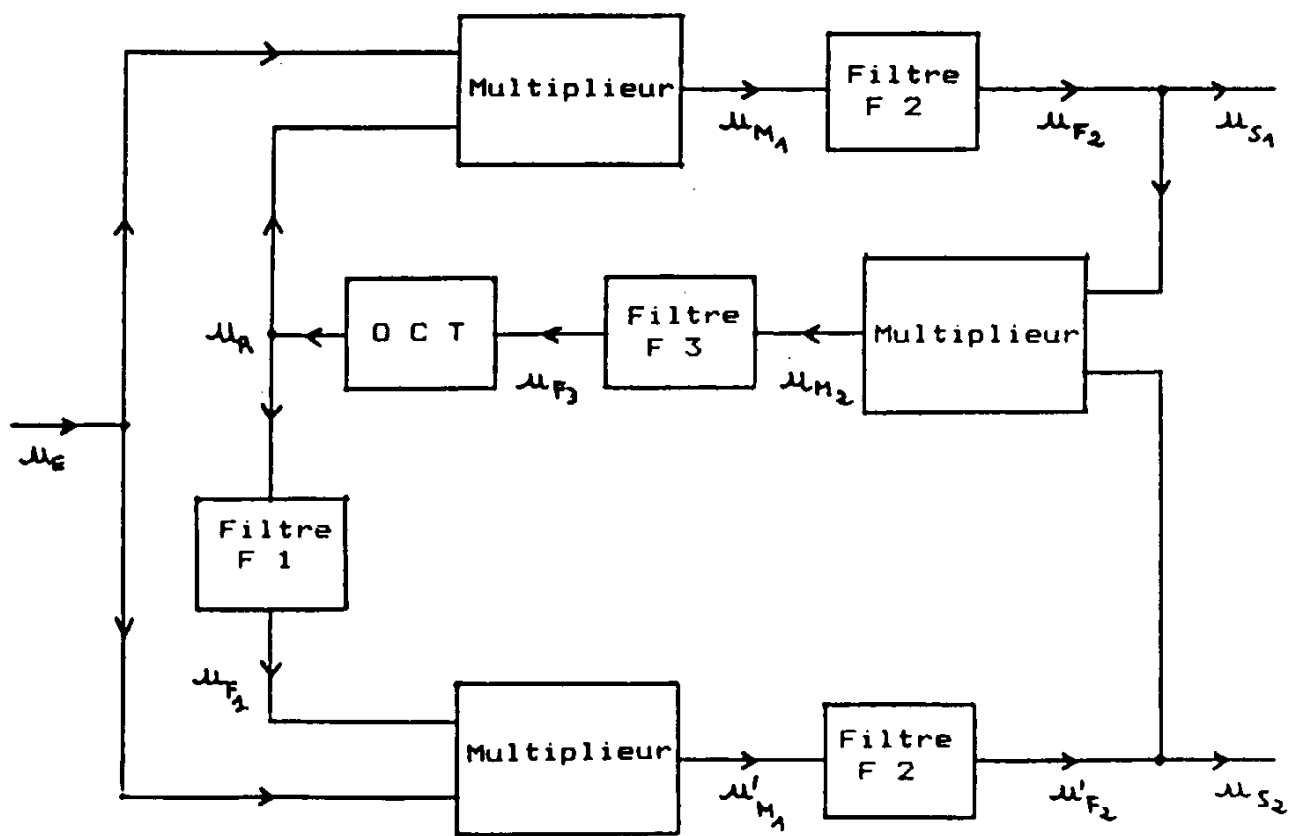 Multiplieur
Filtre
F 2
u_M1
u_F2
u_S1
u_R
O C T
u_F3
Filtre
F 3
u_M2
Multiplieur
u_E
Filtre
F 1
u_F1
Multiplieur
u'_M1
Filtre
F 2
u'_F2
u_S2